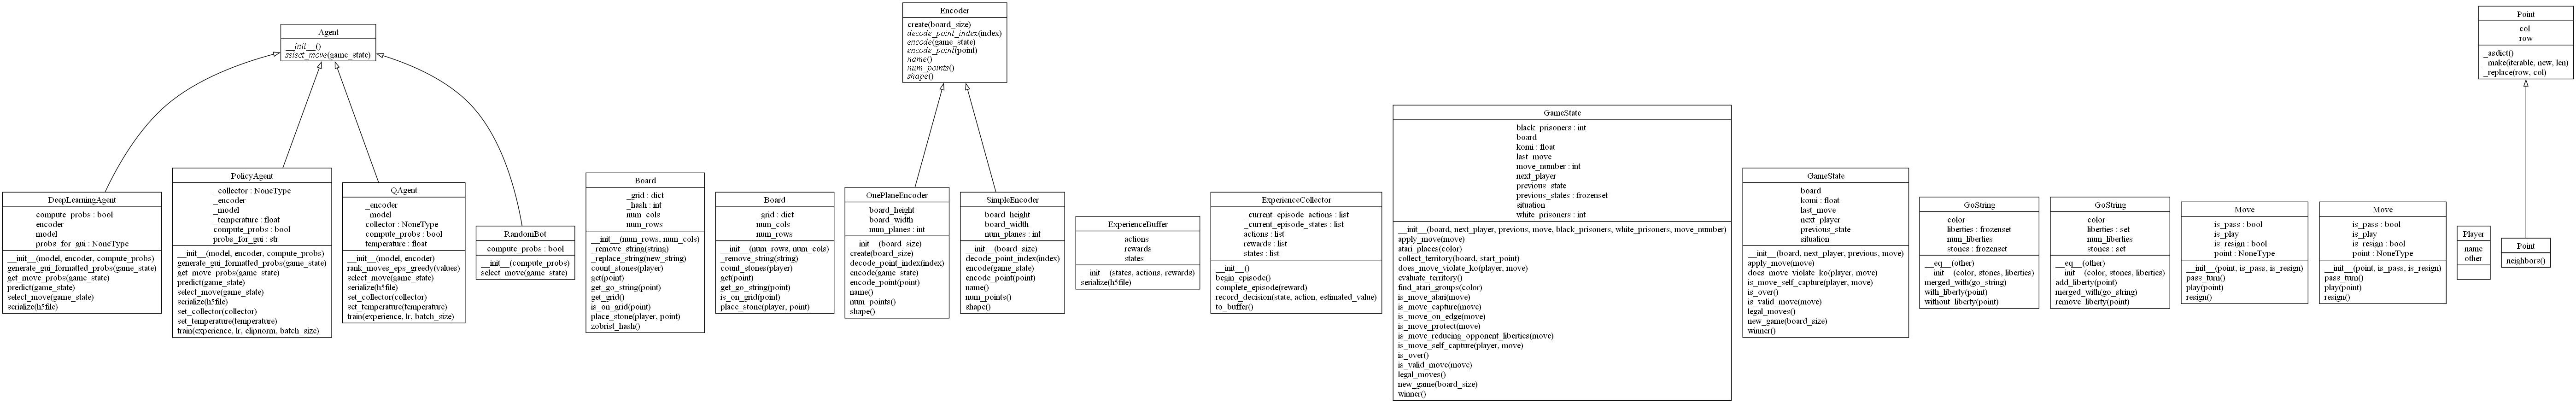 Agent
__init__()
select_move(game_state)
Encoder
create(board_size)
decode_point_index(index)
encode(game_state)
encode_point(point)
name()
num_points()
shape()
Point
col
row
_asdict()
_make(iterable, new, len)
_replace(row, col)
DeepLearningAgent
compute_probs : bool
encoder
model
probs_for_gui : NoneType
__init__(model, encoder, compute_probs)
generate_gui_formatted_probs(game_state)
get_move_probs(game_state)
predict(game_state)
select_move(game_state)
serialize(h5file)
PolicyAgent
_collector : NoneType
_encoder
_model
_temperature : float
compute_probs : bool
probs_for_gui : str
__init__(model, encoder, compute_probs)
generate_gui_formatted_probs(game_state)
get_move_probs(game_state)
predict(game_state)
select_move(game_state)
serialize(h5file)
set_collector(collector)
set_temperature(temperature)
train(experience, lr, clipnorm, batch_size)
QAgent
_encoder
_model
collector : NoneType
compute_probs : bool
temperature : float
__init__(model, encoder)
rank_moves_eps_greedy(values)
select_move(game_state)
serialize(h5file)
set_collector(collector)
set_temperature(temperature)
train(experience, lr, batch_size)
RandomBot
compute_probs : bool
__init__(compute_probs)
select_move(game_state)
Board
_grid : dict
_hash : int
num_cols
num_rows
__init__(num_rows, num_cols)
_remove_string(string)
_replace_string(new_string)
count_stones(player)
get(point)
get_go_string(point)
get_grid()
is_on_grid(point)
place_stone(player, point)
zobrist_hash()
Board
_grid : dict
num_cols
num_rows
__init__(num_rows, num_cols)
_remove_string(string)
count_stones(player)
get(point)
get_go_string(point)
is_on_grid(point)
place_stone(player, point)
OnePlaneEncoder
board_height
board_width
num_planes : int
__init__(board_size)
create(board_size)
decode_point_index(index)
encode(game_state)
encode_point(point)
name()
num_points()
shape()
SimpleEncoder
board_height
board_width
num_planes : int
__init__(board_size)
decode_point_index(index)
encode(game_state)
encode_point(point)
name()
num_points()
shape()
ExperienceBuffer
actions
rewards
states
__init__(states, actions, rewards)
serialize(h5file)
ExperienceCollector
_current_episode_actions : list
_current_episode_states : list
actions : list
rewards : list
states : list
__init__()
begin_episode()
complete_episode(reward)
record_decision(state, action, estimated_value)
to_buffer()
GameState
black_prisoners : int
board
komi : float
last_move
move_number : int
next_player
previous_state
previous_states : frozenset
situation
white_prisoners : int
__init__(board, next_player, previous, move, black_prisoners, white_prisoners, move_number)
apply_move(move)
atari_places(color)
collect_territory(board, start_point)
does_move_violate_ko(player, move)
evaluate_territory()
find_atari_groups(color)
is_move_atari(move)
is_move_capture(move)
is_move_on_edge(move)
is_move_protect(move)
is_move_reducing_opponent_liberties(move)
is_move_self_capture(player, move)
is_over()
is_valid_move(move)
legal_moves()
new_game(board_size)
winner()
GameState
board
komi : float
last_move
next_player
previous_state
situation
__init__(board, next_player, previous, move)
apply_move(move)
does_move_violate_ko(player, move)
is_move_self_capture(player, move)
is_over()
is_valid_move(move)
legal_moves()
new_game(board_size)
winner()
GoString
color
liberties : frozenset
num_liberties
stones : frozenset
__eq__(other)
__init__(color, stones, liberties)
merged_with(go_string)
with_liberty(point)
without_liberty(point)
GoString
color
liberties : set
num_liberties
stones : set
__eq__(other)
__init__(color, stones, liberties)
add_liberty(point)
merged_with(go_string)
remove_liberty(point)
Move
is_pass : bool
is_play
is_resign : bool
point : NoneType
__init__(point, is_pass, is_resign)
pass_turn()
play(point)
resign()
Move
is_pass : bool
is_play
is_resign : bool
point : NoneType
__init__(point, is_pass, is_resign)
pass_turn()
play(point)
resign()
Player
name
other
Point
neighbors()